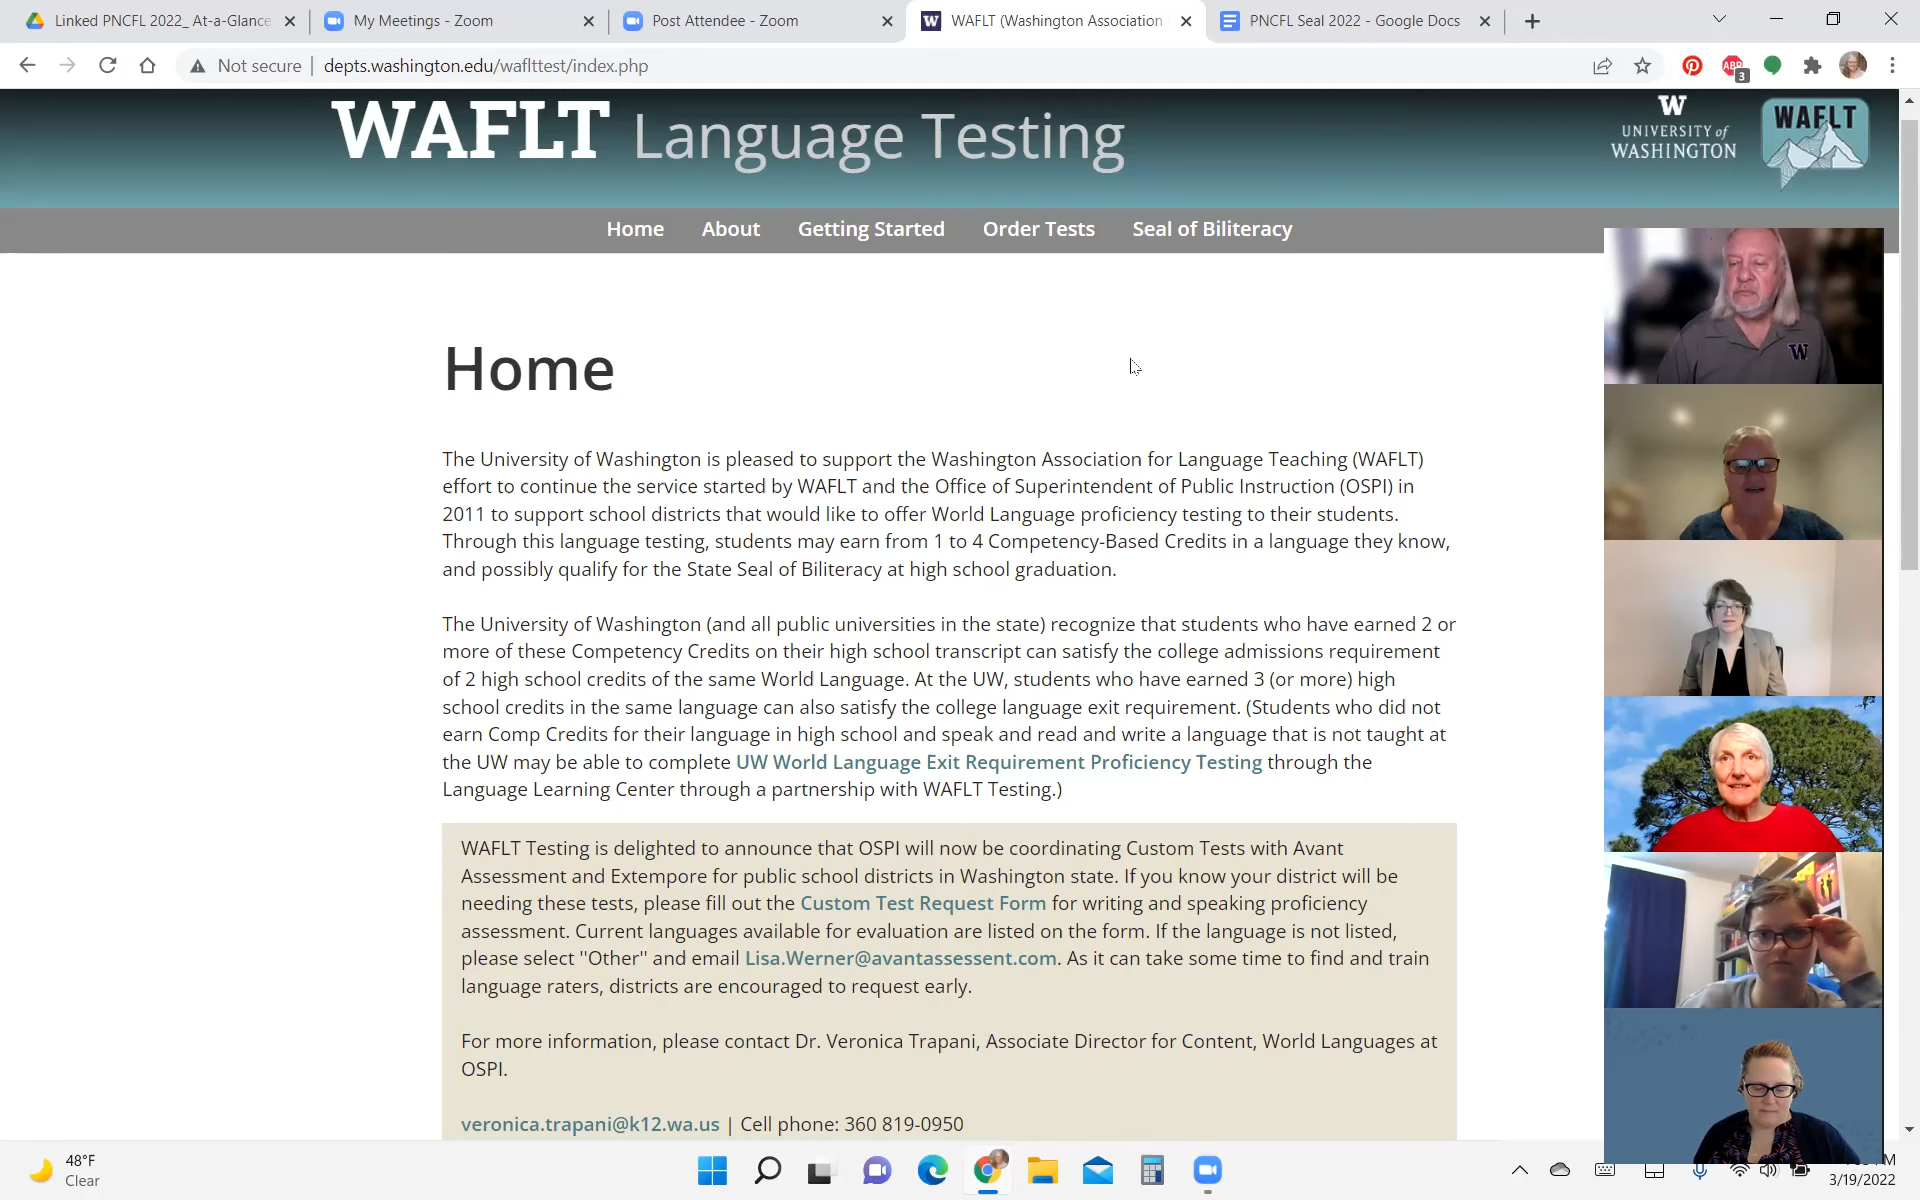 Linked PNCFL 2022_ At-a-Glance
My Meetings - Zoom
Post Attendee - Zoom
WAFLT (Washington Association
PNCFL Seal 2022 - Google Docs
Not secure | depts.washington.edu/waflttest/index.php
ABP
3
WAFLT Language Testing
W
UNIVERSITY of
WASHINGTON
WAFLT
Home About Getting Started Order Tests Seal of Biliteracy
W
Home
The University of Washington is pleased to support the Washington Association for Language Teaching (WAFLT)
effort to continue the service started by WAFLT and the Office of Superintendent of Public Instruction (OSPI) in
2011 to support school districts that would like to offer World Language proficiency testing to their students.
Through this language testing, students may earn from 1 to 4 Competency-Based Credits in a language they know,
and possibly qualify for the State Seal of Biliteracy at high school graduation.
The University of Washington (and all public universities in the state) recognize that students who have earned 2 or
more of these Competency Credits on their high school transcript can satisfy the college admissions requirement
of 2 high school credits of the same World Language. At the UW, students who have earned 3 (or more) high
school credits in the same language can also satisfy the college language exit requirement. (Students who did not
earn Comp Credits for their language in high school and speak and read and write a language that is not taught at
the UW may be able to complete UW World Language Exit Requirement Proficiency Testing through the
Language Learning Center through a partnership with WAFLT Testing.)
WAFLT Testing is delighted to announce that OSPI will now be coordinating Custom Tests with Avant
Assessment and Extempore for public school districts in Washington state. If you know your district will be
needing these tests, please fill out the Custom Test Request Form for writing and speaking proficiency
assessment. Current languages available for evaluation are listed on the form. If the language is not listed,
please select "Other" and email Lisa.Werner@avantassessent.com. As it can take some time to find and train
language raters, districts are encouraged to request early.
For more information, please contact Dr. Veronica Trapani, Associate Director for Content, World Languages at
OSPI.
veronica.trapani@k12.wa.us | Cell phone: 360 819-0950
48°F
Clear
3/19/2022